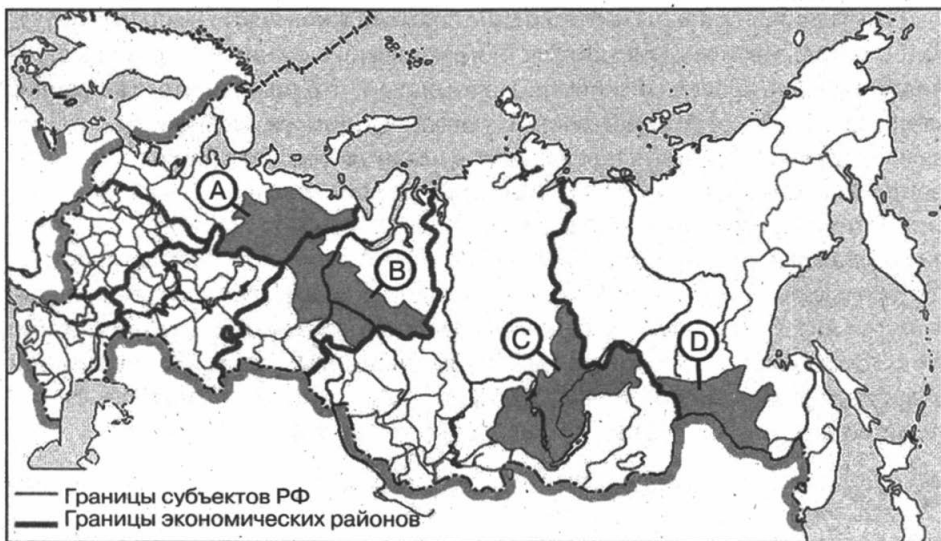 A
B
C
D
Границы субъектов РФ
Границы экономических районов